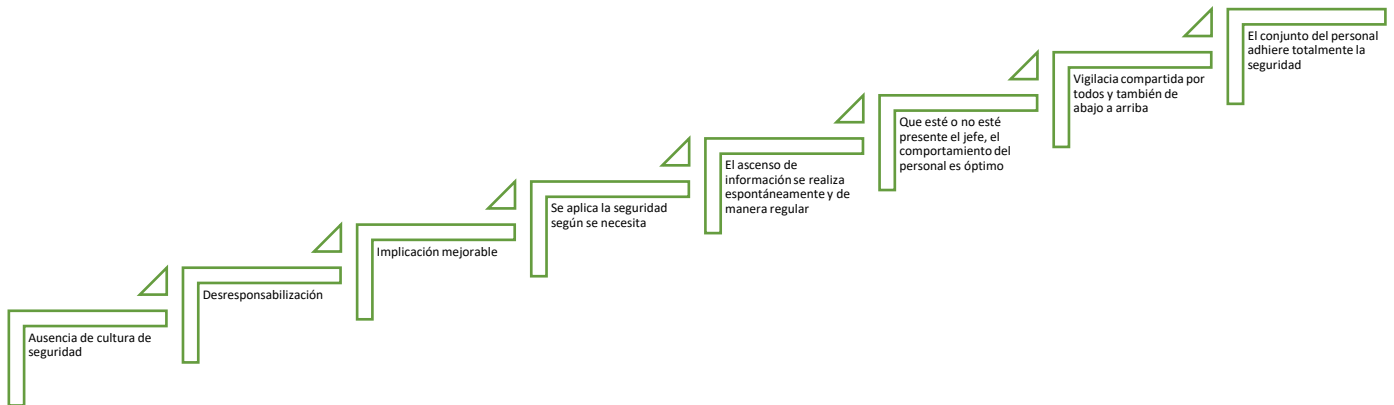 Ausencia de cultura de
seguridad
Desresponsabilización
Implicación mejorable
Se aplica la seguridad
según se necesita
El ascenso de
información se realiza
espontáneamente y de
manera regular
Que esté o no esté
presente el jefe, el
comportamiento del
personal es óptimo
Vigilacia compartida por
todos y también de
abajo a arriba
El conjunto del personal
adhiere totalmente la
seguridad